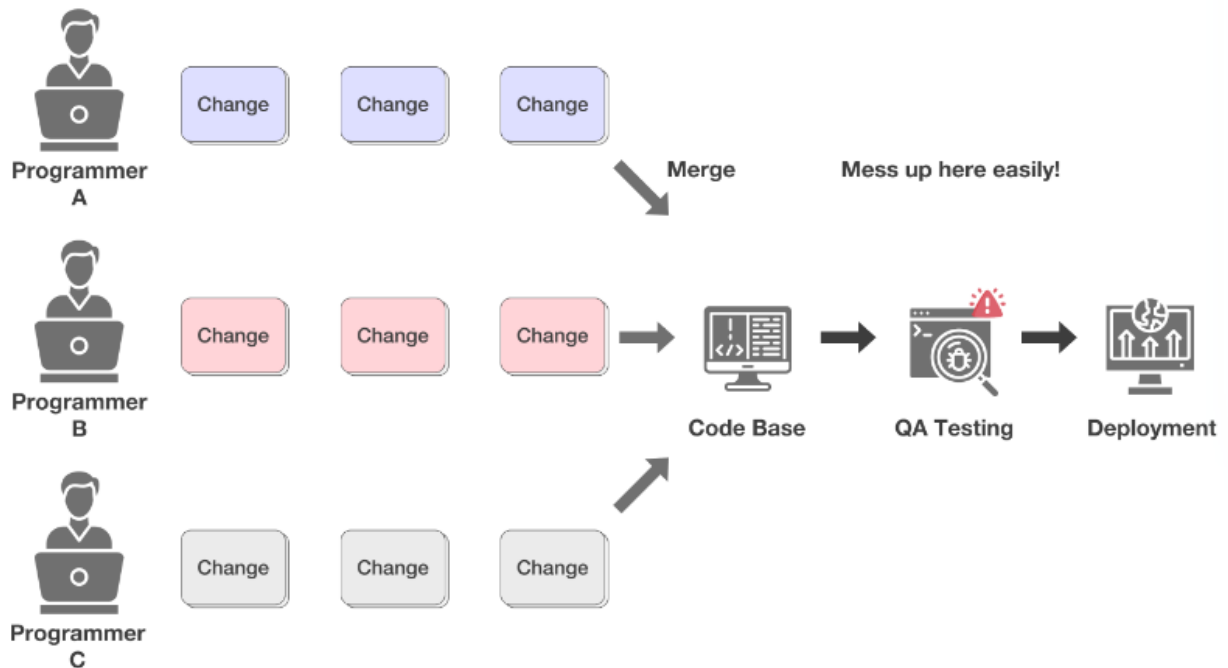 Change
Change
Change
Programmer
A
Merge
Mess up here easily!
Change
Change
Change
Programmer
B
</>
>_
Code Base
QA Testing
Deployment
Change
Change
Change
Programmer
C